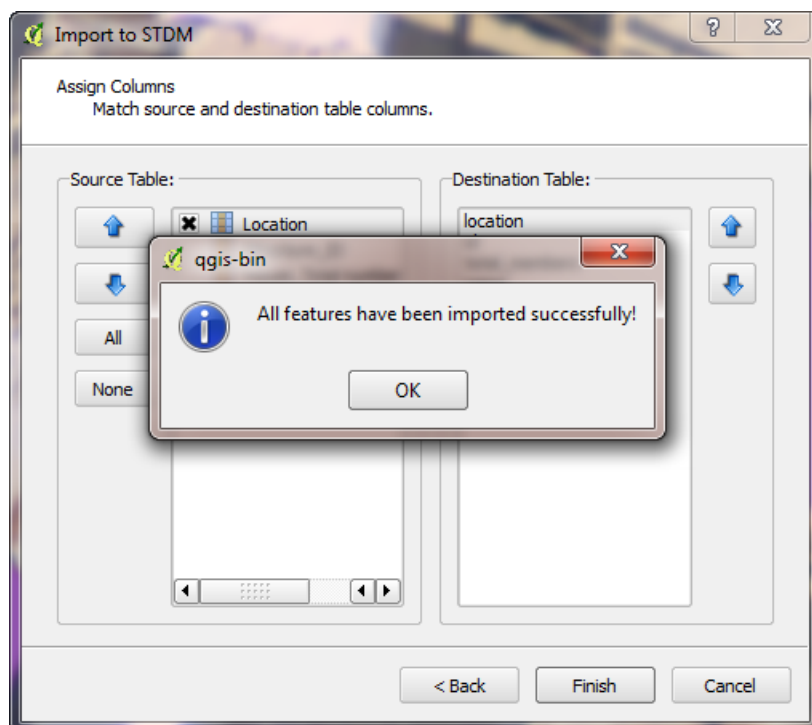 Import to STDM
Assign Columns
Match source and destination table columns.
Source Table:
Destination Table:
Location
location
All
None
qgis-bin
All features have been imported successfully!
OK
< Back
Finish
Cancel